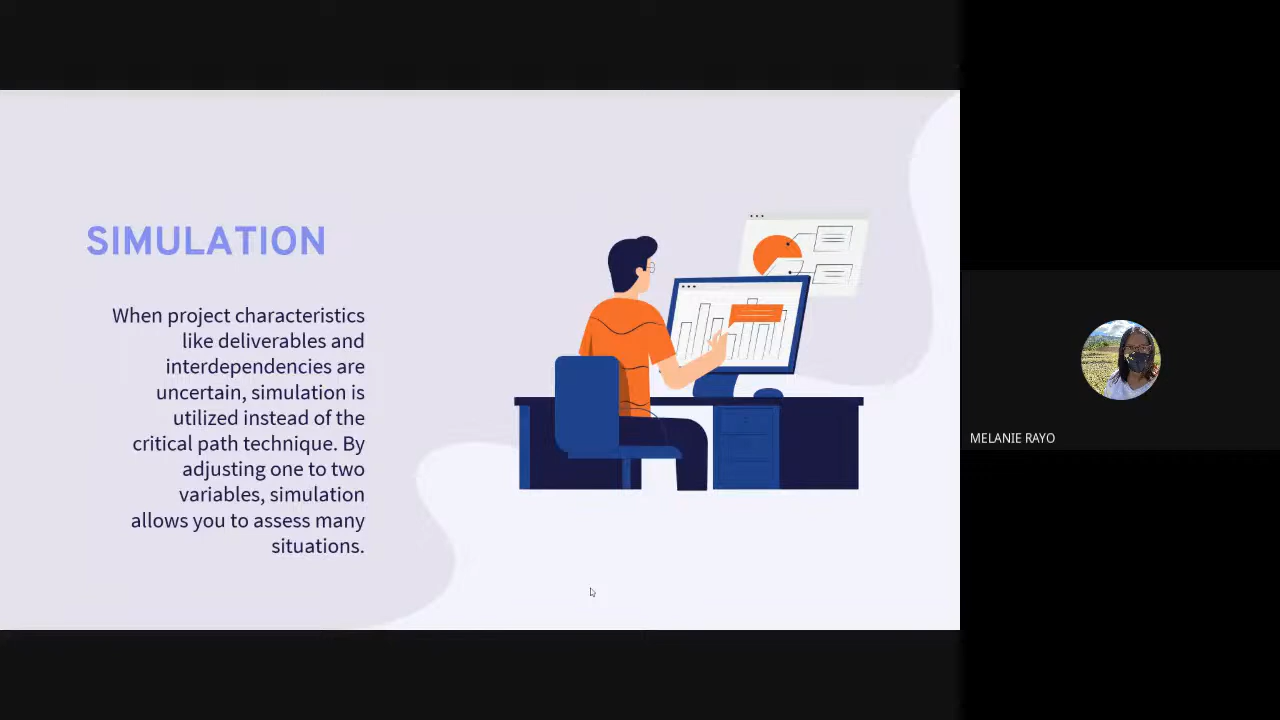 SIMULATION
When project characteristics
like deliverables and
interdependencies are
uncertain, simulation is
utilized instead of the
critical path technique. By
adjusting one to two
variables, simulation
allows you to assess many
situations.
MELANIE RAYO